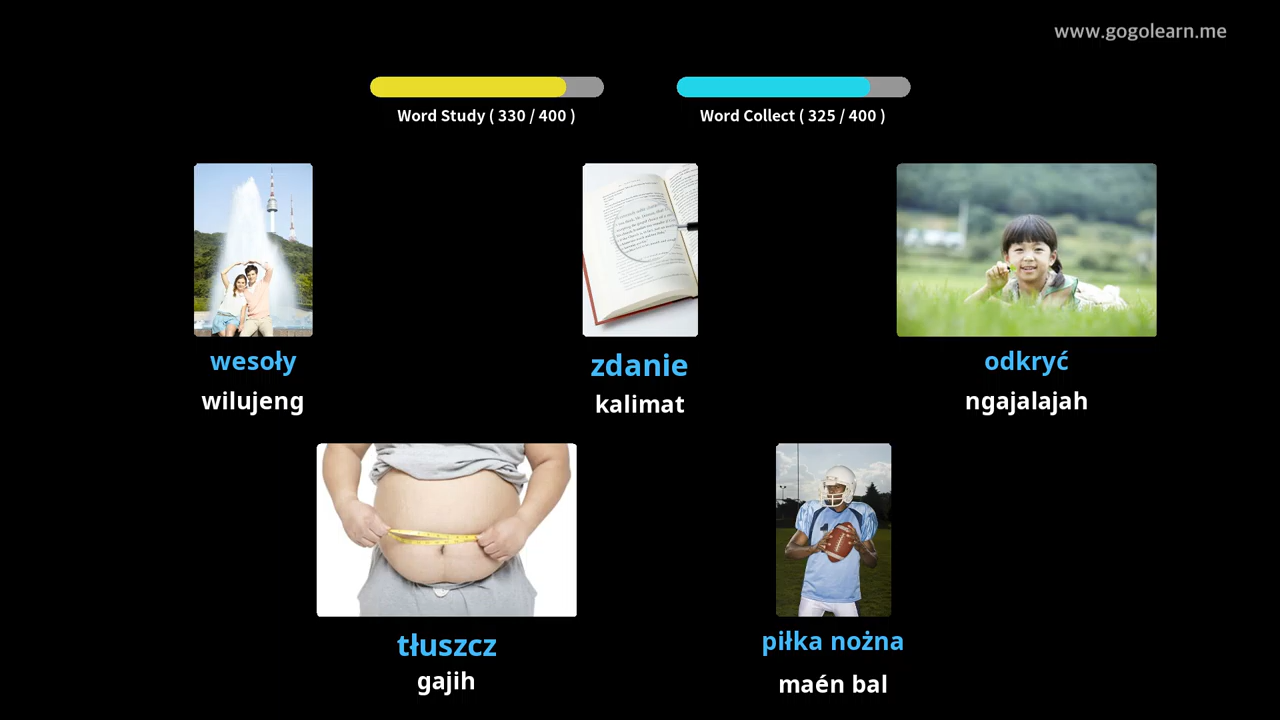 www.gogolearn.me
Word Study ( 330 / 400 )
Word Collect ( 325 / 400 )
wesoły
wilujeng
zdanie
kalimat
odkryć
ngajalajah
tłuszcz
gajih
piłka nożna
maén bal